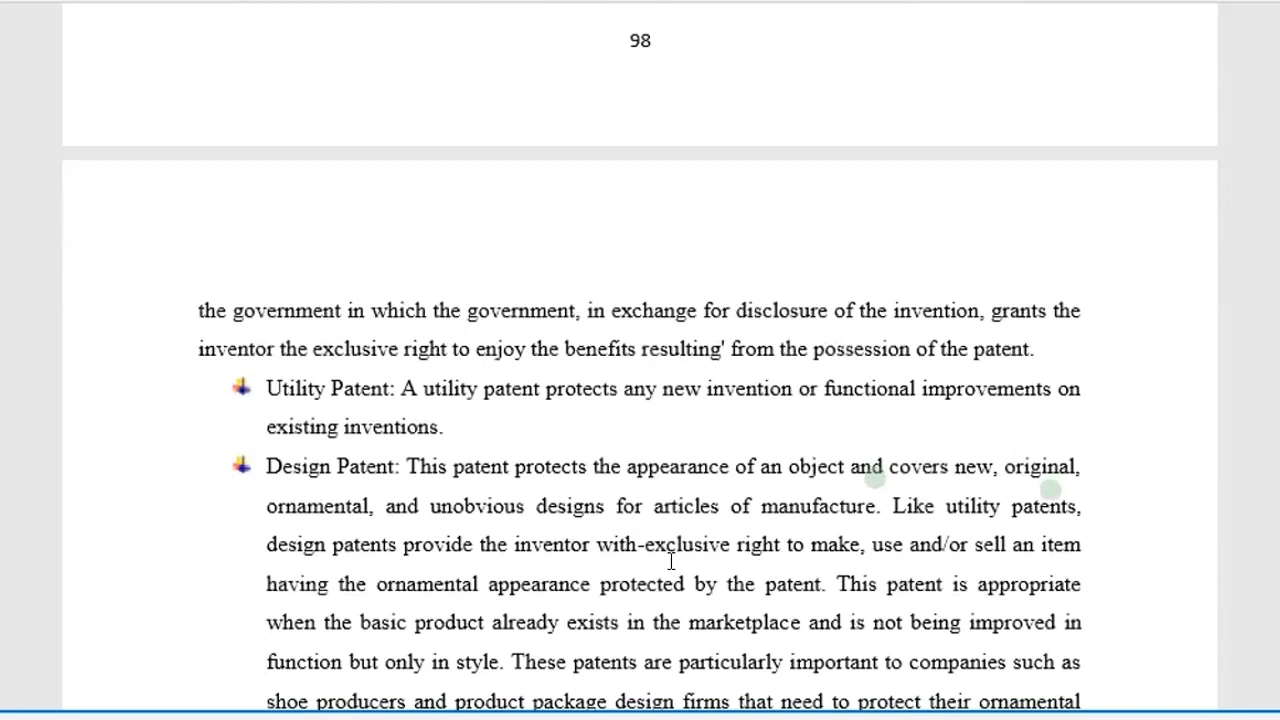 98
the government in which the government, in exchange for disclosure of the invention, grants the
inventor the exclusive right to enjoy the benefits resulting' from the possession of the patent.
Utility Patent: A utility patent protects any new invention or functional improvements on
existing inventions.
Design Patent: This patent protects the appearance of an object and covers new, original,
ornamental, and unobvious designs for articles of manufacture. Like utility patents,
design patents provide the inventor with-exclusive right to make, use and/or sell an item
having the ornamental appearance protected by the patent. This patent is appropriate
when the basic product already exists in the marketplace and is not being improved in
function but only in style. These patents are particularly important to companies such as
shoe producers and product package design firms that need to protect their ornamental